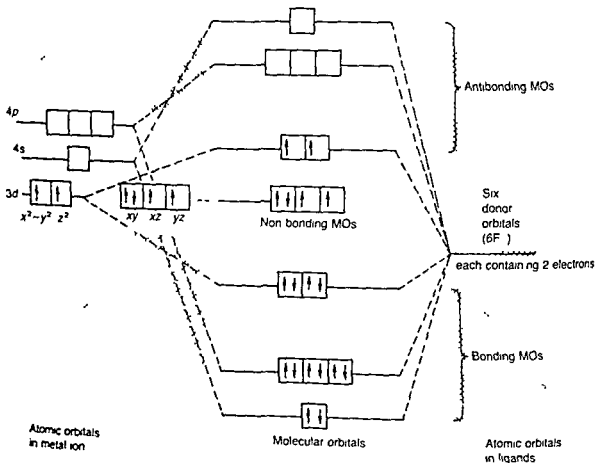 Antibonding MOs
4p
4s
3d
x²–y² z²
xy xz yz
Non bonding MOs
Six
donor
orbitals
(6F )
each containing 2 electrons
Bonding MOs
Atomic orbitals
in metal ion
Molecular orbitals
Atomic orbitals
in ligands